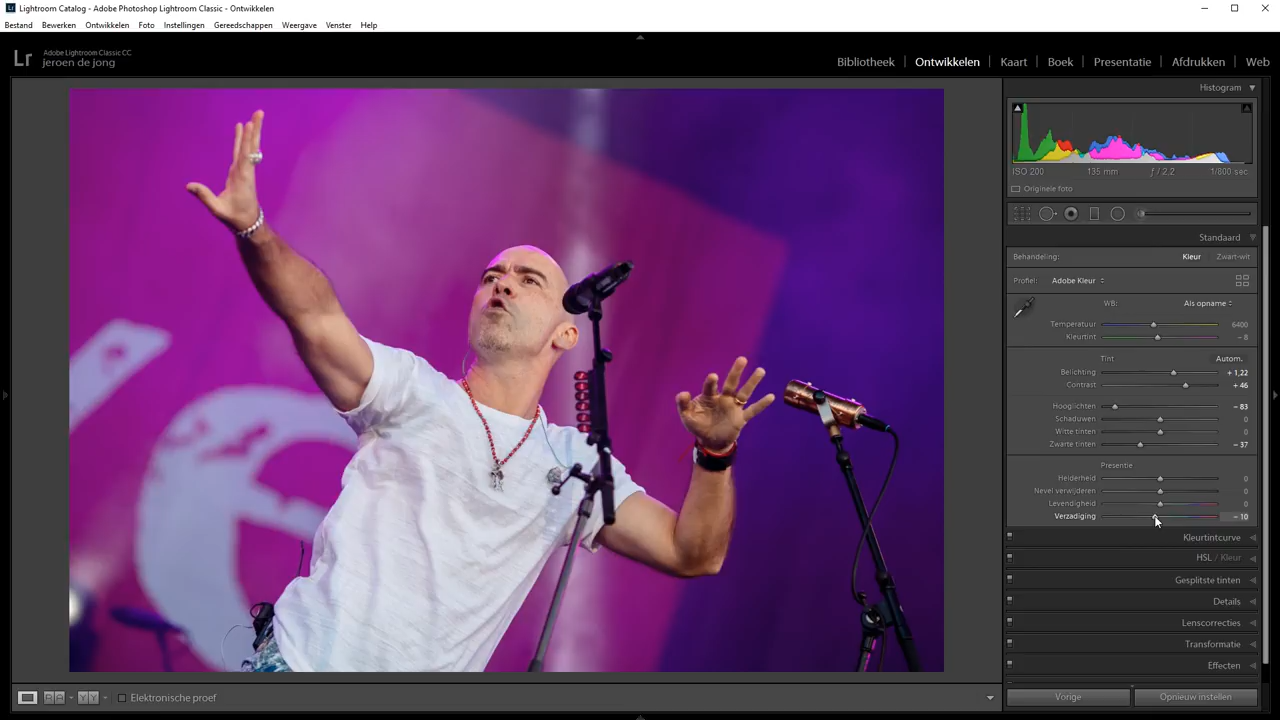 Lightroom Catalog - Adobe Photoshop Lightroom Classic - Ontwikkelen
Bestand Bewerken Ontwikkelen Foto Instellingen Gereedschappen Weergave Venster Help
Lr Adobe Lightroom Classic CC
jeroen de jong
Bibliotheek | Ontwikkelen | Kaart | Boek | Presentatie | Afdrukken | Web
Histogram
ISO 200 135 mm ƒ / 2,2 1/800 sec.
Originele foto
Standaard
Behandeling: Kleur Zwart-wit
Profiel: Adobe Kleur
WB: Als opname
Temperatuur 6400
Kleurtint - 8
Tint Autom.
Belichting + 1,22
Contrast + 46
Hooglichten - 83
Schaduwen 0
Witte tinten 0
Zwarte tinten - 37
Presentie
Helderheid 0
Nevel verwijderen 0
Levendigheid 0
Verzadiging - 10
Kleurtintcurve
HSL / Kleur
Gesplitste tinten
Details
Lenscorrecties
Transformatie
Effecten
Elektronische proef
Vorige Opnieuw instellen